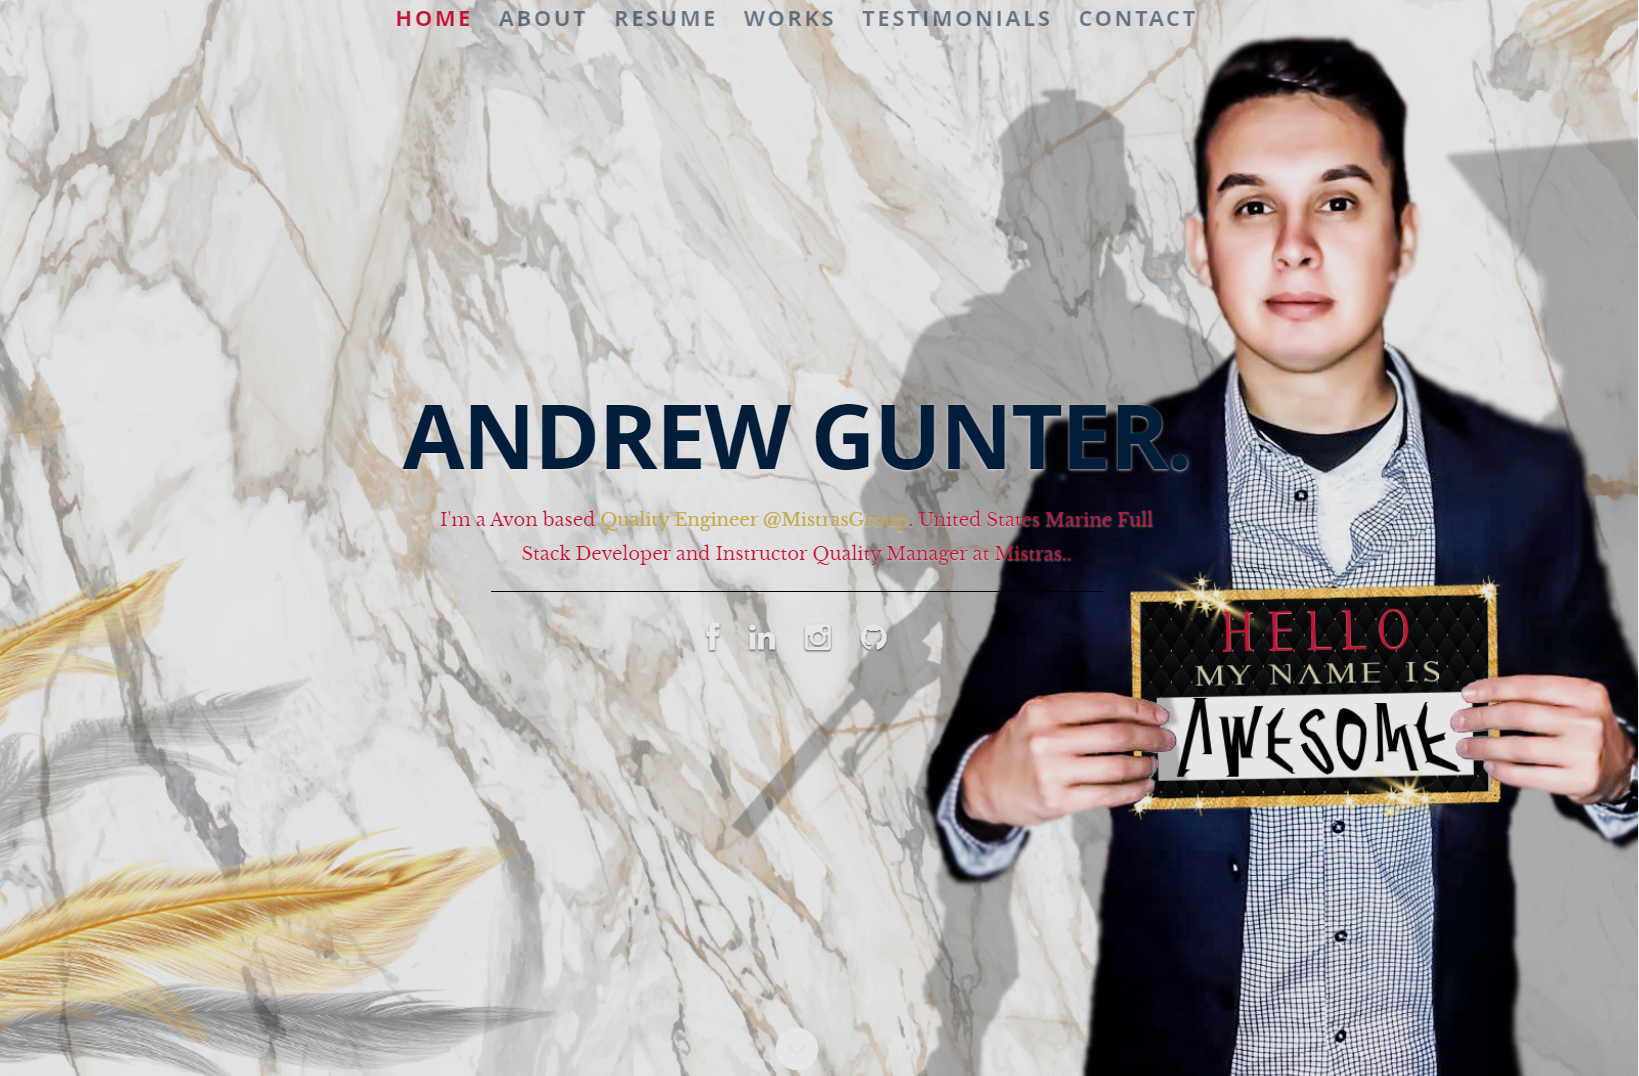 HOME ABOUT RESUME WORKS TESTIMONIALS CONTACT
ANDREW GUNTER.
I'm a Avon based Quality Engineer @MistrasGroup. United States Marine Full
Stack Developer and Instructor Quality Manager at Mistras..
f in
HELLO
MY NAME IS
AWESOME